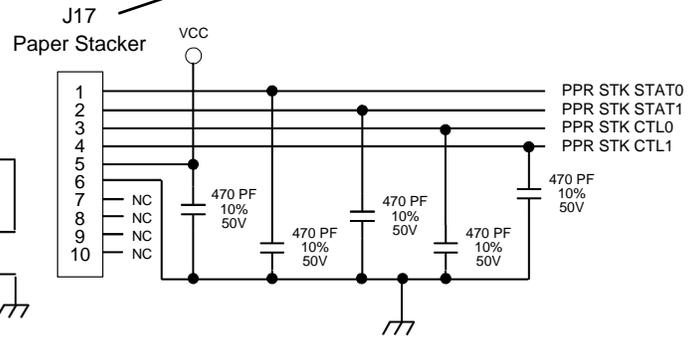 J17
Paper Stacker
VCC
1
PPR STK STAT0
2
PPR STK STAT1
3
PPR STK CTL0
4
PPR STK CTL1
5
6
7 NC
8 NC
9 NC
10 NC
470 PF
10%
50V
470 PF
10%
50V
470 PF
10%
50V
470 PF
10%
50V
470 PF
10%
50V